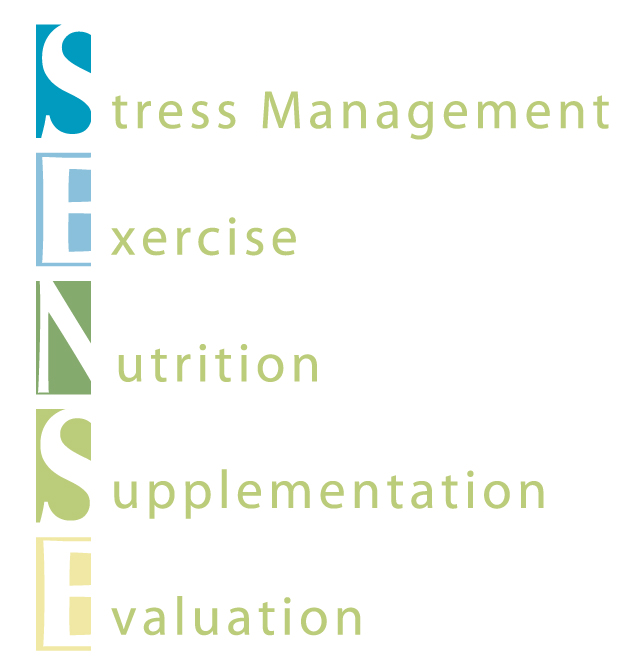 Stress Management
Exercise
Nutrition
Supplementation
Evaluation